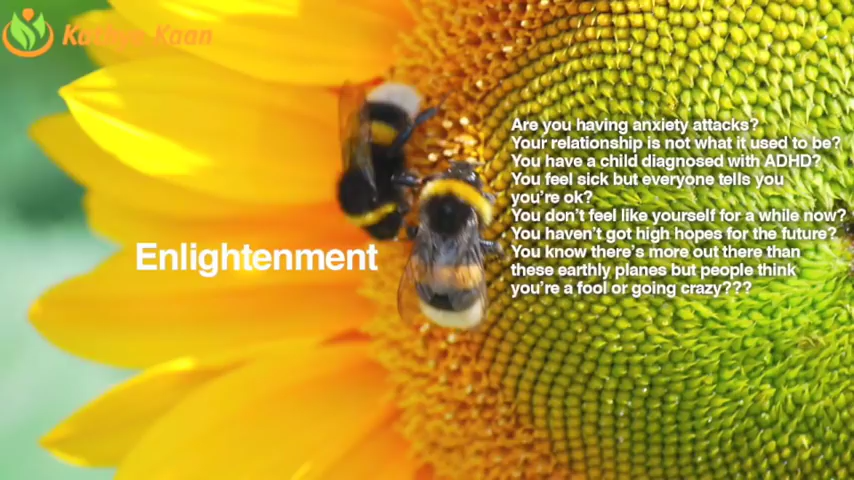 Kathye Kaan
Enlightenment
Are you having anxiety attacks?
Your relationship is not what it used to be?
You have a child diagnosed with ADHD?
You feel sick but everyone tells you
you're ok?
You don't feel like yourself for a while now?
You haven't got high hopes for the future?
You know there's more out there than
these earthly planes but people think
you're a fool or going crazy???